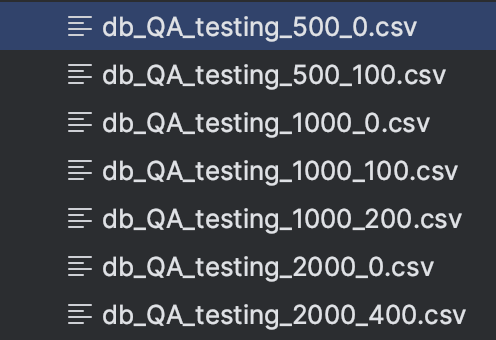 db_QA_testing_500_0.csv
db_QA_testing_500_100.csv
db_QA_testing_1000_0.csv
db_QA_testing_1000_100.csv
db_QA_testing_1000_200.csv
db_QA_testing_2000_0.csv
db_QA_testing_2000_400.csv